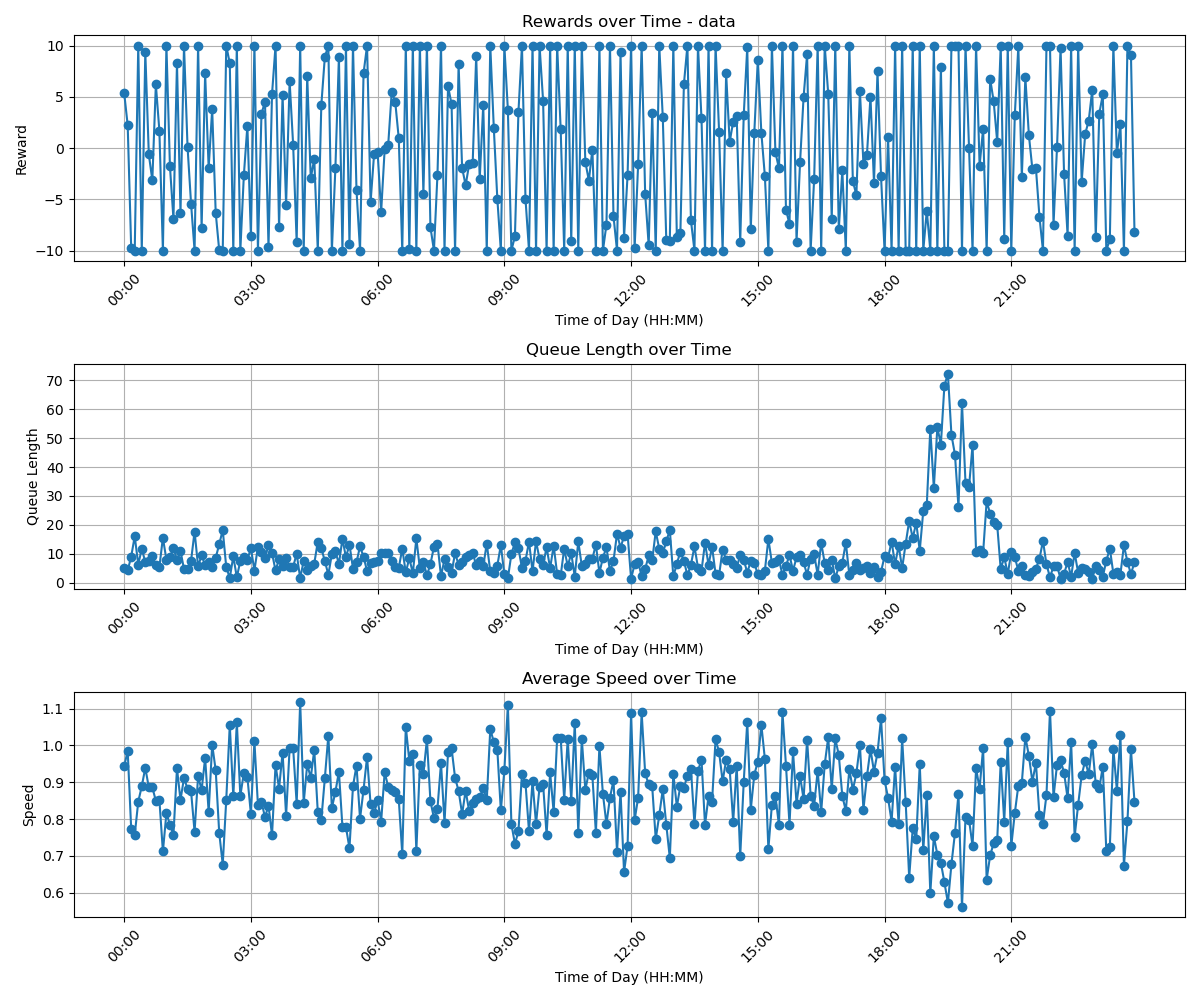 Rewards over Time - data
10
5
0
−5
−10
Reward
00:00 03:00 06:00 09:00 12:00 15:00 18:00 21:00
Time of Day (HH:MM)
Queue Length over Time
70
60
50
40
30
20
10
0
Queue Length
00:00 03:00 06:00 09:00 12:00 15:00 18:00 21:00
Time of Day (HH:MM)
Average Speed over Time
1.1
1.0
0.9
0.8
0.7
0.6
Speed
00:00 03:00 06:00 09:00 12:00 15:00 18:00 21:00
Time of Day (HH:MM)